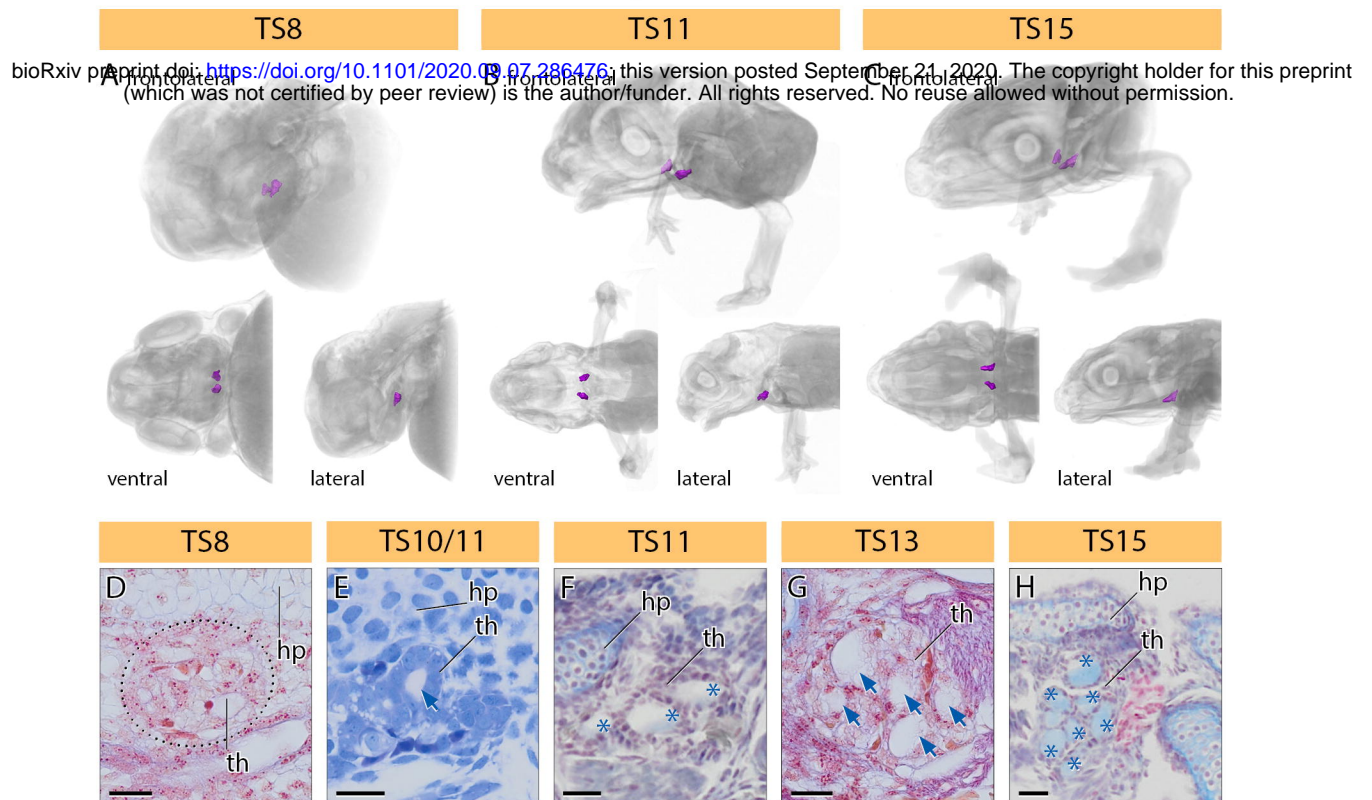 TS8 TS11 TS15
bioRxiv preprint doi: https://doi.org/10.1101/2020.09.07.286476; this version posted September 21, 2020. The copyright holder for this preprint
A frontolateral B frontolateral C frontolateral
(which was not certified by peer review) is the author/funder. All rights reserved. No reuse allowed without permission.
ventral lateral ventral lateral ventral lateral
TS8 TS10/11 TS11 TS13 TS15
D E F G H
hp
th
hp
th
hp
th
th
hp
th
* * *
* * * * * * * *